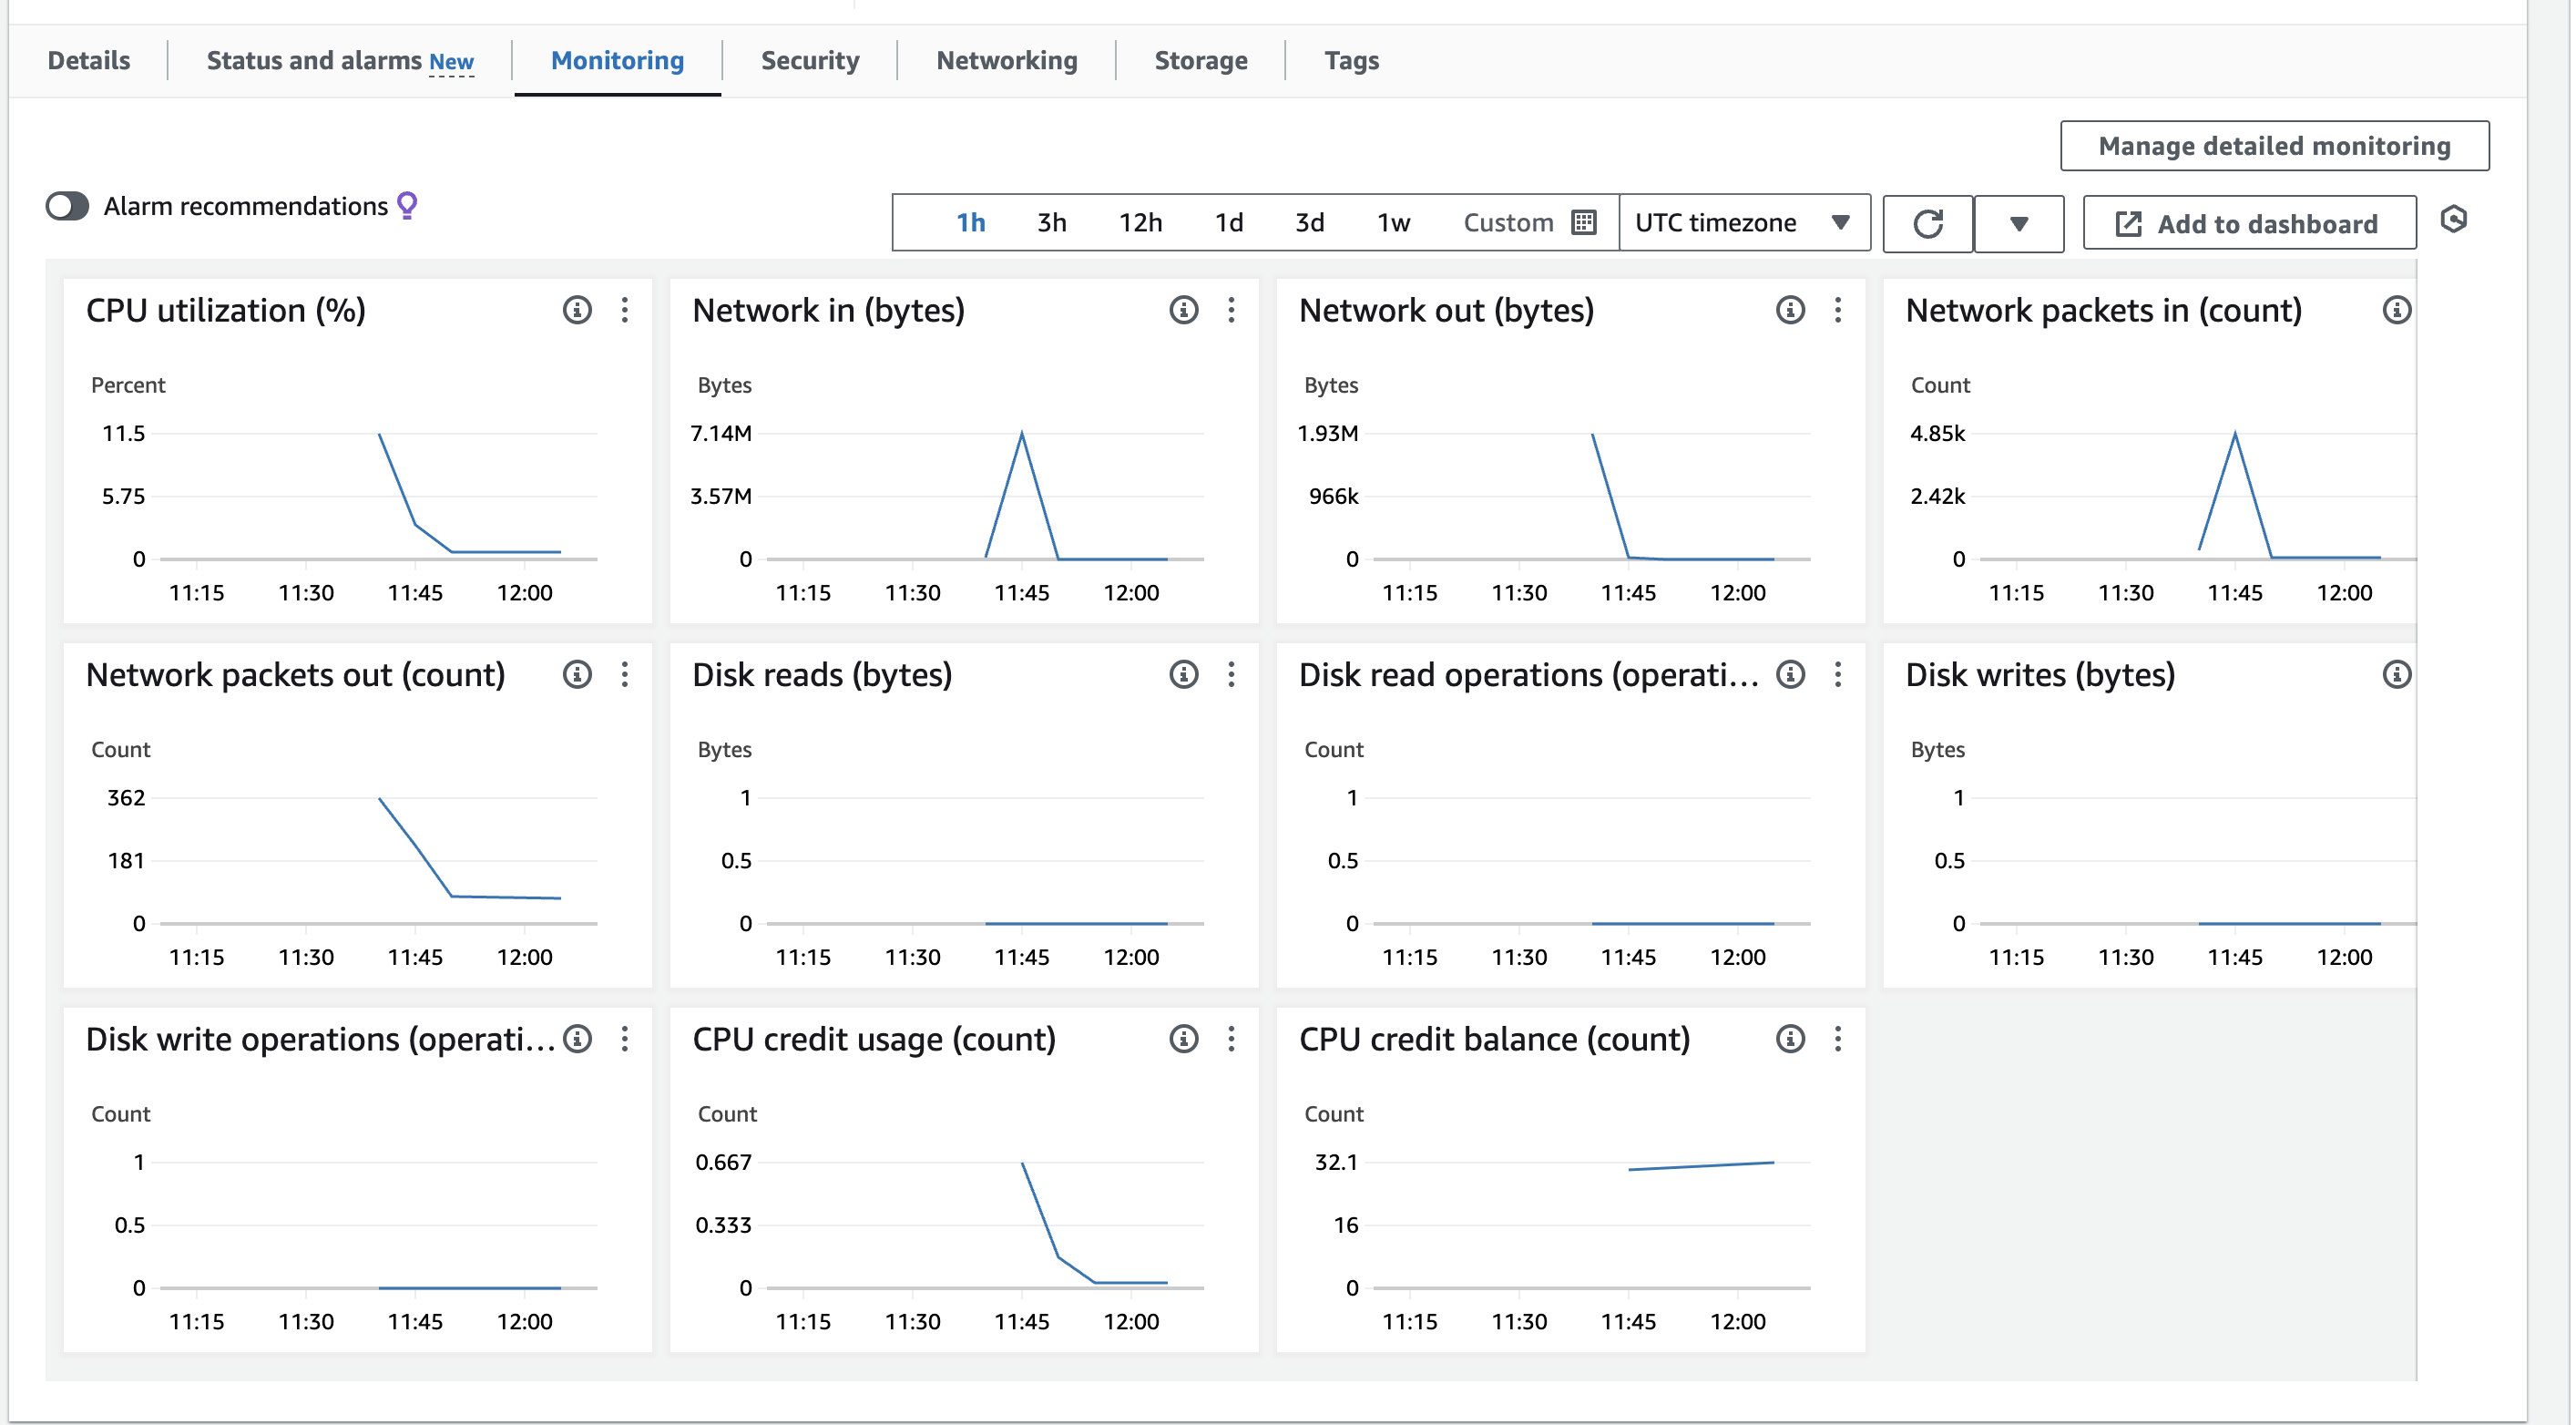 Details
Status and alarms New
Monitoring
Security
Networking
Storage
Tags
Manage detailed monitoring
Alarm recommendations
1h 3h 12h 1d 3d 1w Custom
UTC timezone
Add to dashboard
CPU utilization (%)
Percent
11.5
5.75
0
11:15 11:30 11:45 12:00
Network in (bytes)
Bytes
7.14M
3.57M
0
11:15 11:30 11:45 12:00
Network out (bytes)
Bytes
1.93M
966k
0
11:15 11:30 11:45 12:00
Network packets in (count)
Count
4.85k
2.42k
0
11:15 11:30 11:45 12:00
Network packets out (count)
Count
362
181
0
11:15 11:30 11:45 12:00
Disk reads (bytes)
Bytes
1
0.5
0
11:15 11:30 11:45 12:00
Disk read operations (operati...
Count
1
0.5
0
11:15 11:30 11:45 12:00
Disk writes (bytes)
Bytes
1
0.5
0
11:15 11:30 11:45 12:00
Disk write operations (operati...
Count
1
0.5
0
11:15 11:30 11:45 12:00
CPU credit usage (count)
Count
0.667
0.333
0
11:15 11:30 11:45 12:00
CPU credit balance (count)
Count
32.1
16
0
11:15 11:30 11:45 12:00